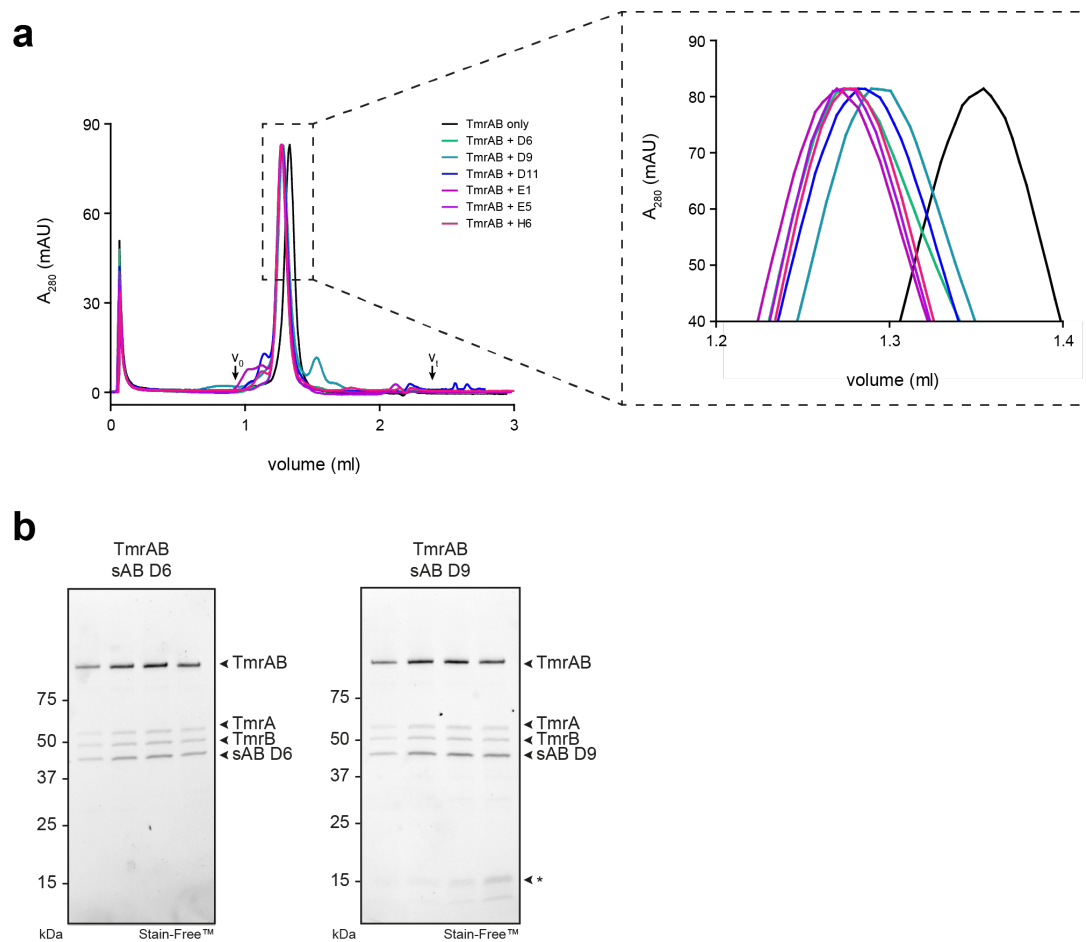 a
90
60
30
0
A280 (mAU)
0
1
2
3
volume (ml)
V0
Vt
TmrAB only
TmrAB + D6
TmrAB + D9
TmrAB + D11
TmrAB + E1
TmrAB + E5
TmrAB + H6
90
80
70
60
50
40
A280 (mAU)
1.2
1.3
1.4
volume (ml)
b
TmrAB
sAB D6
75
50
37
25
15
kDa
TmrAB
TmrA
TmrB
sAB D6
Stain-Free™
TmrAB
sAB D9
75
50
37
25
15
kDa
TmrAB
TmrA
TmrB
sAB D9
*
Stain-Free™